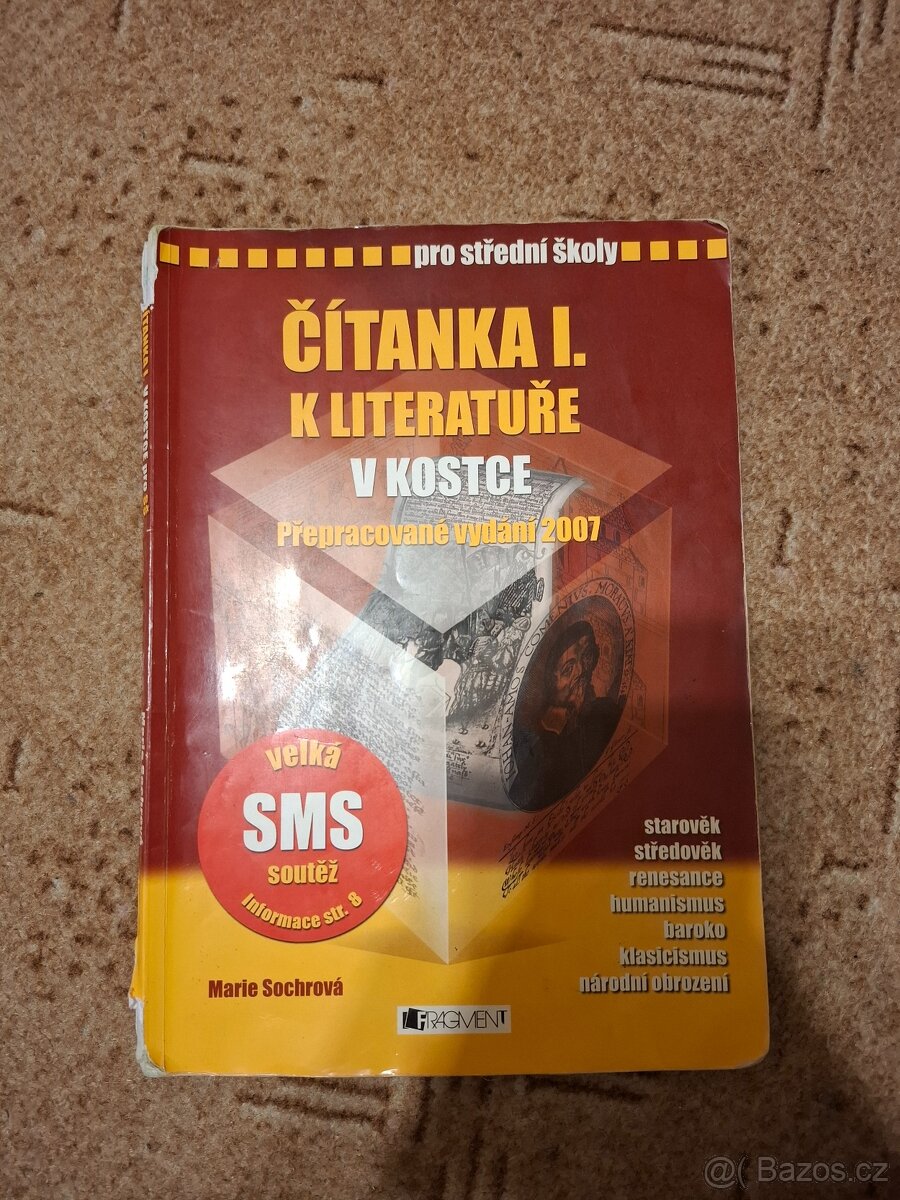 pro střední školy
ČÍTANKA I.
K LITERATUŘE
V KOSTCE
Přepracované vydání 2007
velká
SMS
soutěž
Informace str. 8
starověk
středověk
renesance
humanismus
baroko
klasicismus
národní obrození
Marie Sochrová
FRAGMENT
@( Bazos.cz